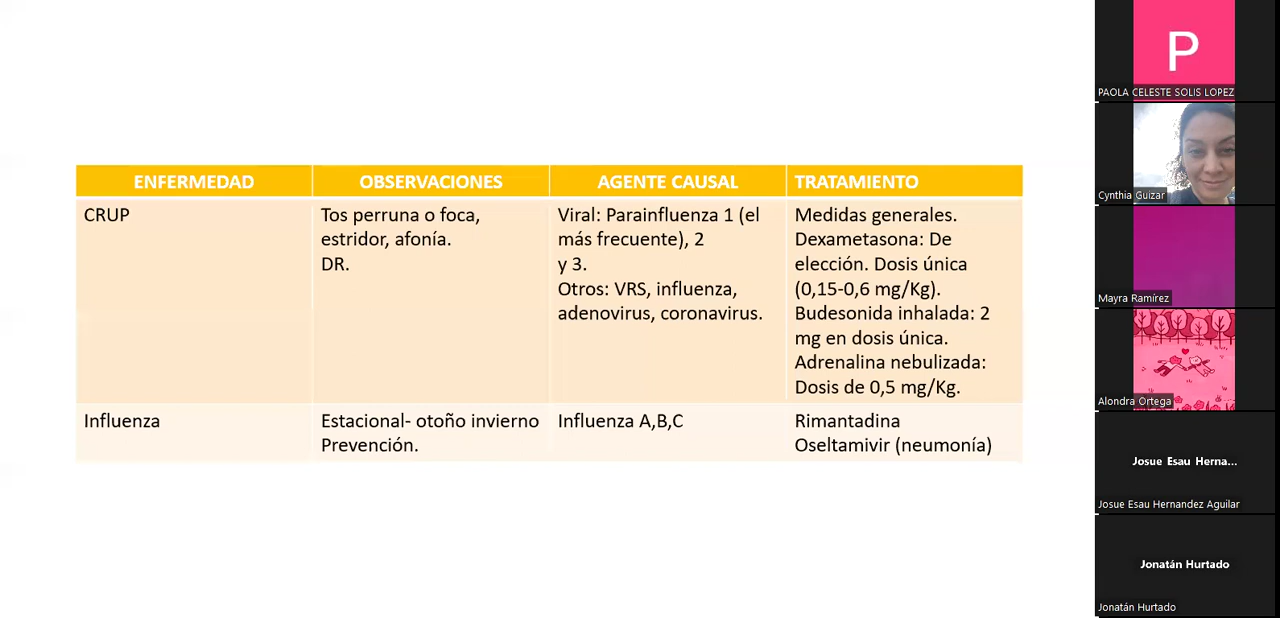 ENFERMEDAD
OBSERVACIONES
AGENTE CAUSAL
TRATAMIENTO
CRUP
Tos perruna o foca,
estridor, afonía.
DR.
Viral: Parainfluenza 1 (el
más frecuente), 2
y 3.
Otros: VRS, influenza,
adenovirus, coronavirus.
Medidas generales.
Dexametasona: De
elección. Dosis única
(0,15-0,6 mg/Kg).
Budesonida inhalada: 2
mg en dosis única.
Adrenalina nebulizada:
Dosis de 0,5 mg/Kg.
Influenza
Estacional- otoño invierno
Prevención.
Influenza A,B,C
Rimantadina
Oseltamivir (neumonía)
P
PAOLA CELESTE SOLIS LOPEZ
Cynthia Guizar
Mayra Ramírez
Alondra Ortega
Josue Esau Herna...
Josue Esau Hernandez Aguilar
Jonatán Hurtado
Jonatán Hurtado